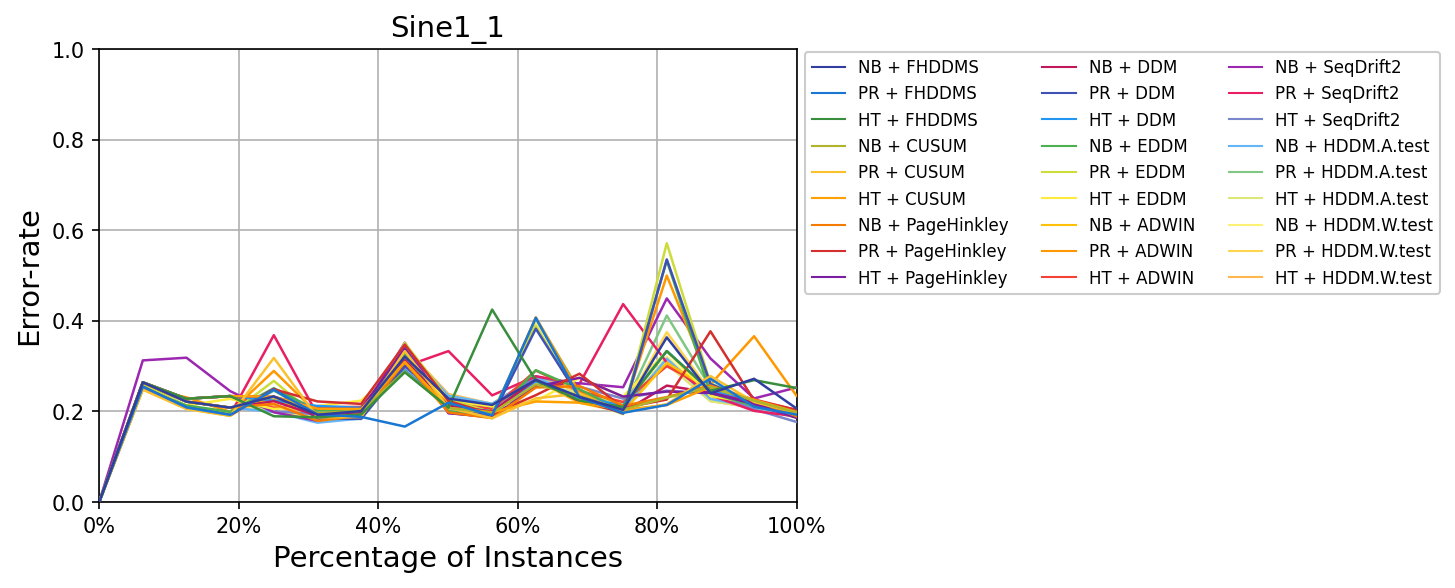 Sine1_1
Error-rate
1.0
0.8
0.6
0.4
0.2
0.0
0% 20% 40% 60% 80% 100%
Percentage of Instances
NB + FHDDMS
PR + FHDDMS
HT + FHDDMS
NB + CUSUM
PR + CUSUM
HT + CUSUM
NB + PageHinkley
PR + PageHinkley
HT + PageHinkley
NB + DDM
PR + DDM
HT + DDM
NB + EDDM
PR + EDDM
HT + EDDM
NB + ADWIN
PR + ADWIN
HT + ADWIN
NB + SeqDrift2
PR + SeqDrift2
HT + SeqDrift2
NB + HDDM.A.test
PR + HDDM.A.test
HT + HDDM.A.test
NB + HDDM.W.test
PR + HDDM.W.test
HT + HDDM.W.test